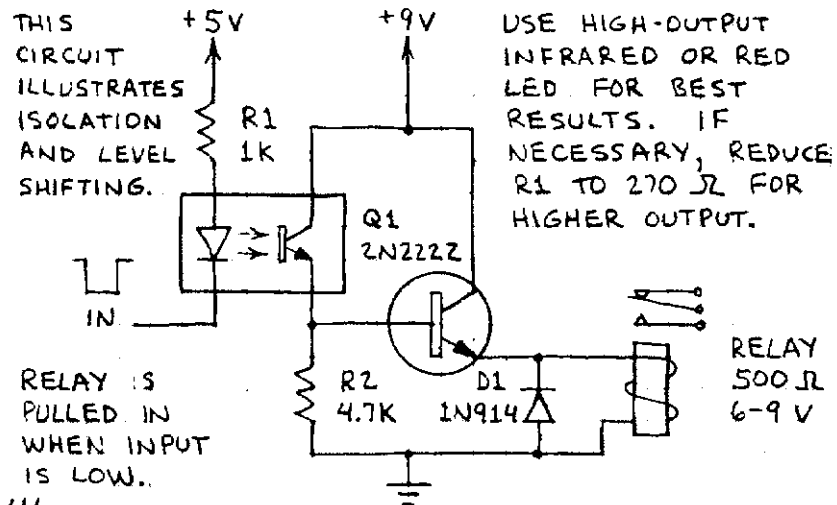 THIS
CIRCUIT
ILLUSTRATES
ISOLATION
AND LEVEL
SHIFTING.
+5V
+9V
USE HIGH-OUTPUT
INFRARED OR RED
LED FOR BEST
RESULTS. IF
NECESSARY, REDUCE
R1 TO 270 Ω FOR
HIGHER OUTPUT.
R1
1K
Q1
2N2222
IN
RELAY IS
PULLED IN
WHEN INPUT
IS LOW.
R2
4.7K
D1
1N914
RELAY
500 Ω
6-9 V